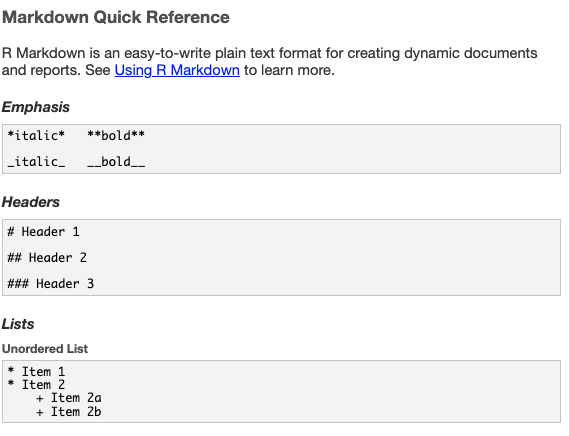 Markdown Quick Reference
R Markdown is an easy-to-write plain text format for creating dynamic documents
and reports. See Using R Markdown to learn more.
Emphasis
*italic*   **bold**
_italic_   __bold__
Headers
# Header 1
## Header 2
### Header 3
Lists
Unordered List
* Item 1
* Item 2
    + Item 2a
    + Item 2b